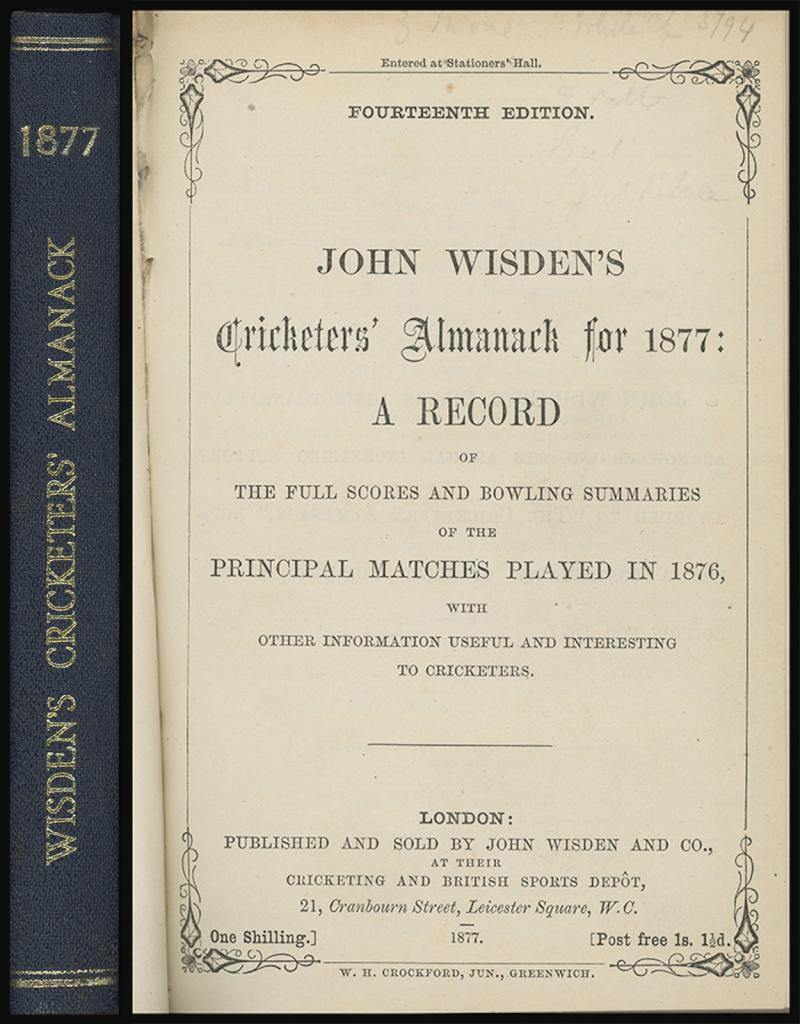 1877
WISDEN'S CRICKETERS' ALMANACK
3/94
Entered at Stationers' Hall.
FOURTEENTH EDITION.
JOHN WISDEN'S
Cricketers' Almanack for 1877:
A RECORD
OF
THE FULL SCORES AND BOWLING SUMMARIES
OF THE
PRINCIPAL MATCHES PLAYED IN 1876,
WITH
OTHER INFORMATION USEFUL AND INTERESTING
TO CRICKETERS.
LONDON:
PUBLISHED AND SOLD BY JOHN WISDEN AND CO.,
AT THEIR
CRICKETING AND BRITISH SPORTS DEPÔT,
21, Cranbourn Street, Leicester Square, W.C.
One Shilling.] 1877. [Post free 1s. 1½d.
W. H. CROCKFORD, JUN., GREENWICH.